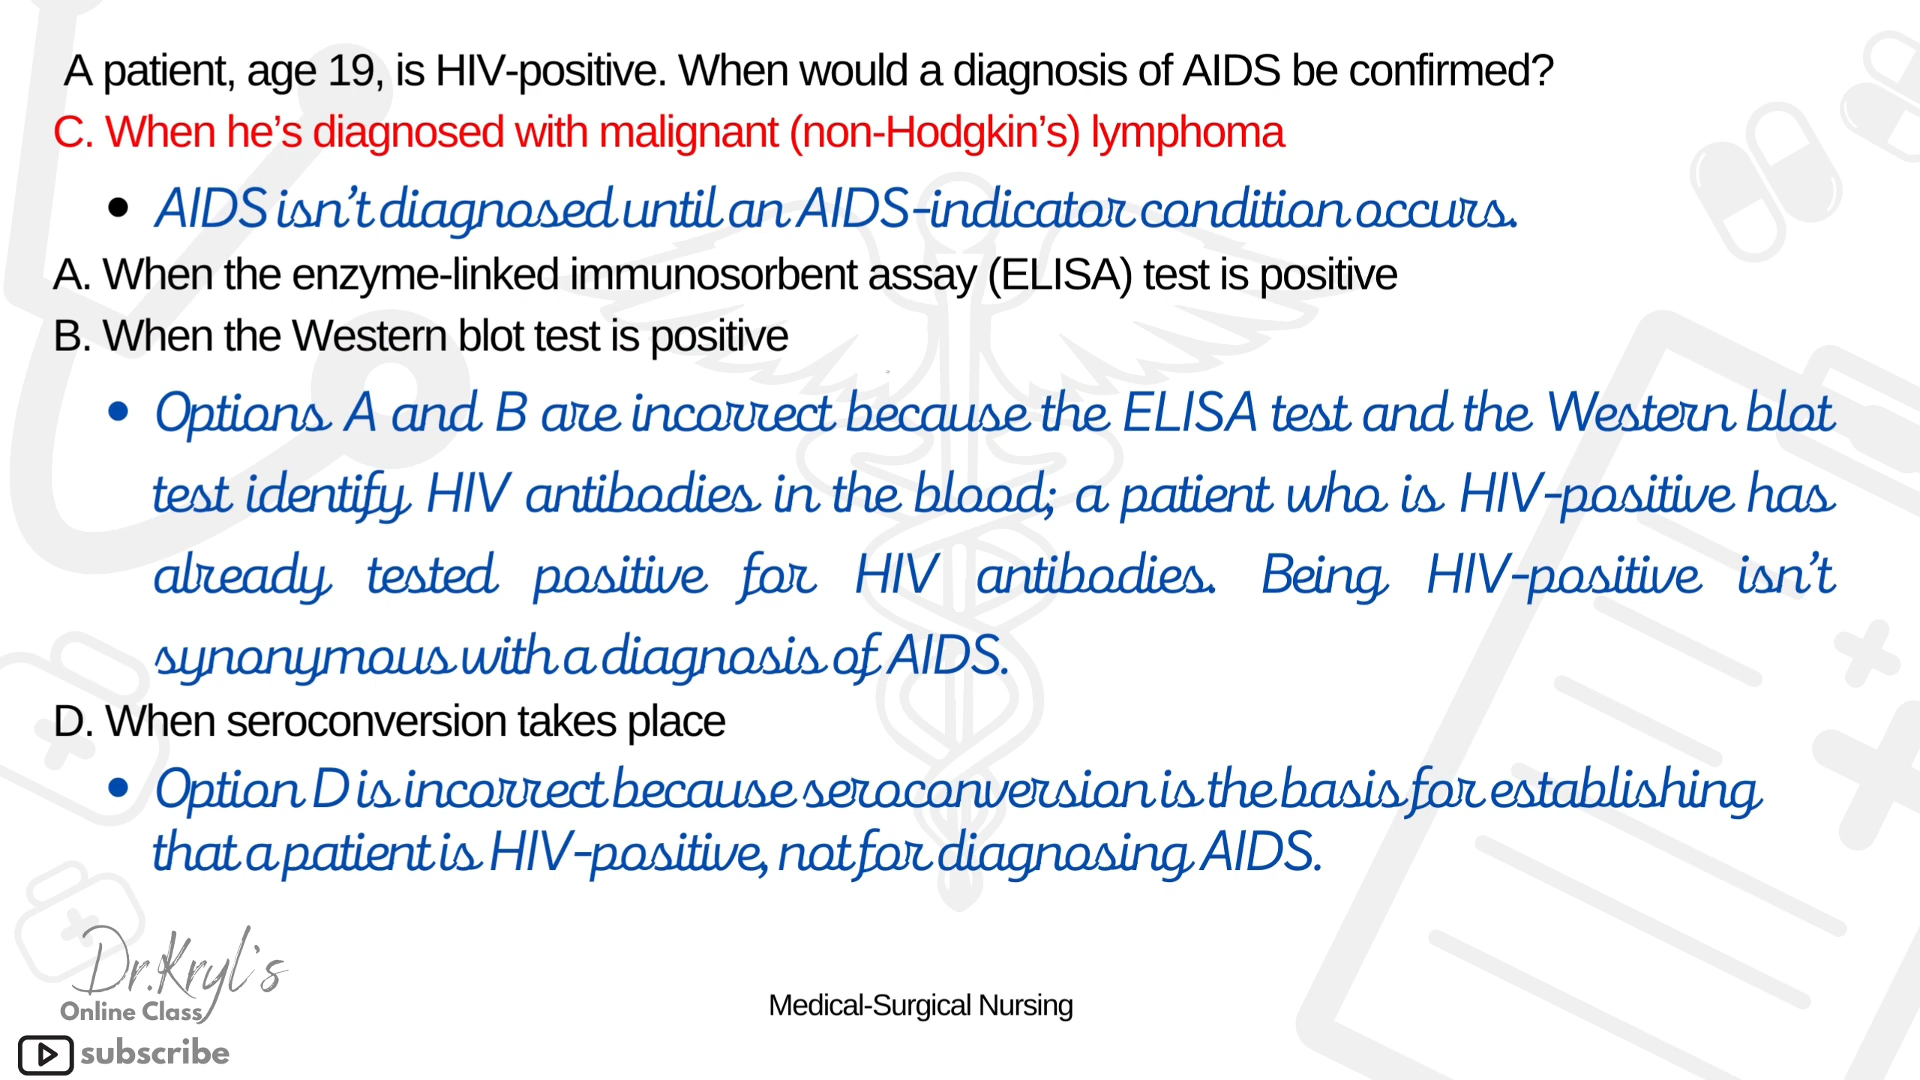 A patient, age 19, is HIV-positive. When would a diagnosis of AIDS be confirmed?
C. When he’s diagnosed with malignant (non-Hodgkin’s) lymphoma
• AIDS isn’t diagnosed until an AIDS-indicator condition occurs.
A. When the enzyme-linked immunosorbent assay (ELISA) test is positive
B. When the Western blot test is positive
• Options A and B are incorrect because the ELISA test and the Western blot
test identify HIV antibodies in the blood; a patient who is HIV-positive has
already tested positive for HIV antibodies. Being HIV-positive isn’t
synonymous with a diagnosis of AIDS.
D. When seroconversion takes place
• Option D is incorrect because seroconversion is the basis for establishing
that a patient is HIV-positive, not for diagnosing AIDS.
Dr.Kryl's
Online Class
subscribe
Medical-Surgical Nursing